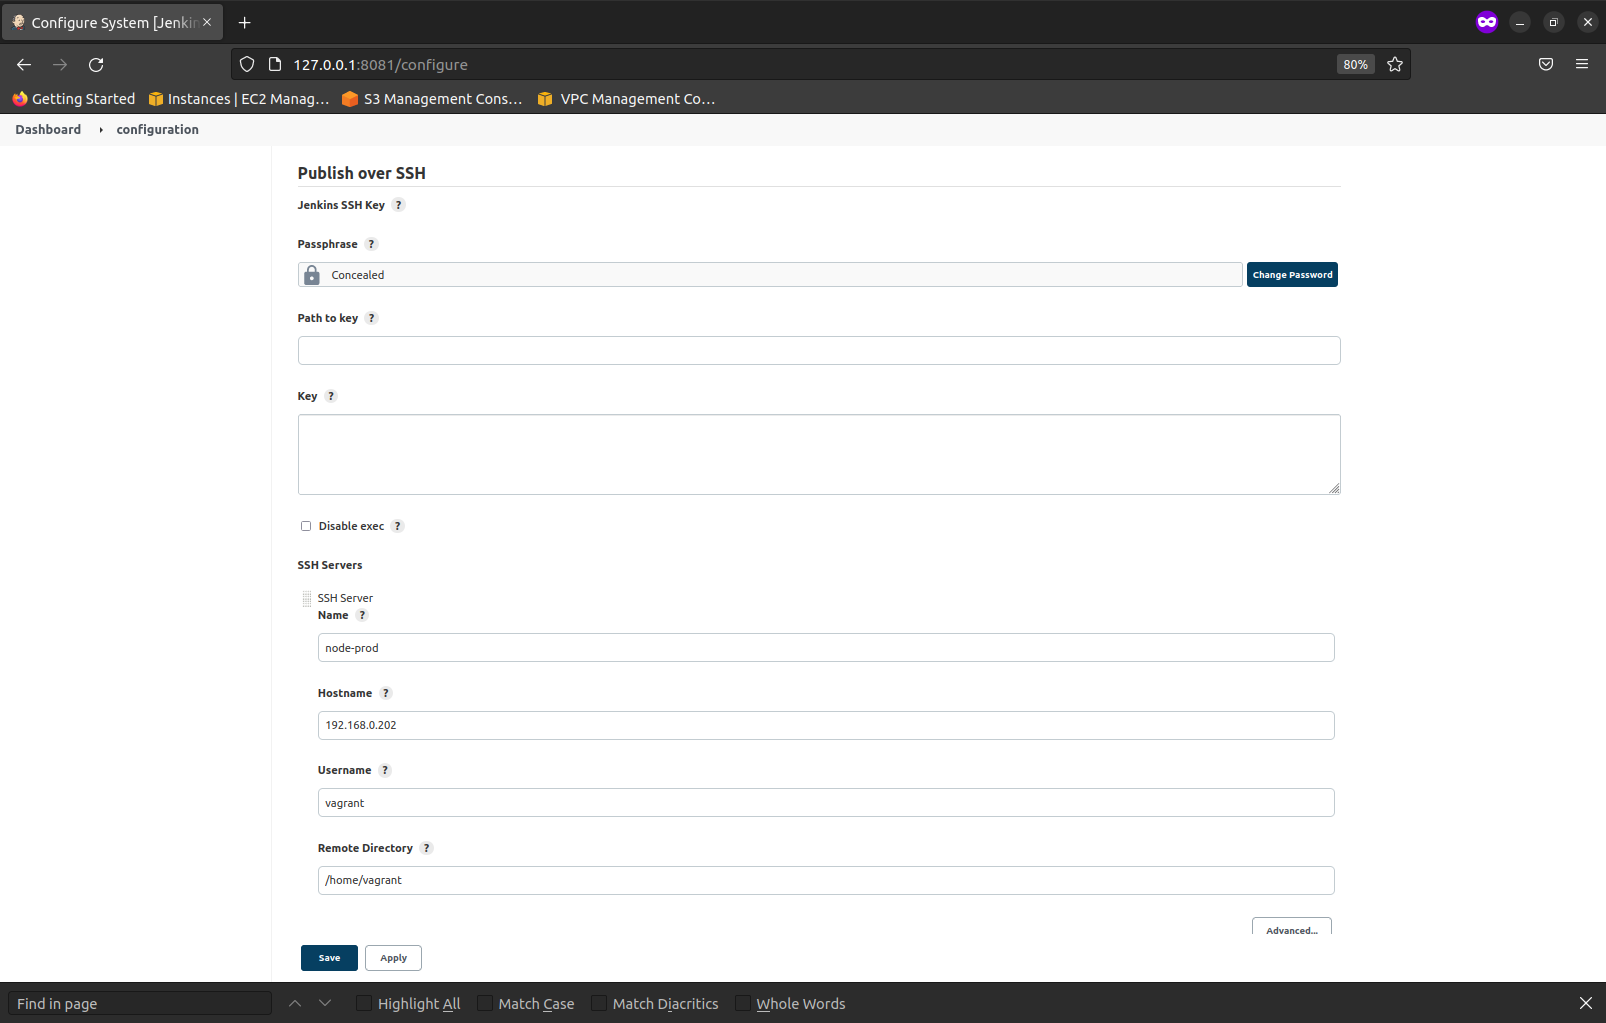 Configure System [Jenkin
127.0.0.1:8081/configure
80%
Getting Started
Instances | EC2 Manag…
S3 Management Cons…
VPC Management Co…
Dashboard
configuration
Publish over SSH
Jenkins SSH Key ?
Passphrase ?
Concealed
Change Password
Path to key ?
Key ?
Disable exec ?
SSH Servers
SSH Server
Name ?
node-prod
Hostname ?
192.168.0.202
Username ?
vagrant
Remote Directory ?
/home/vagrant
Advanced...
Save
Apply
Find in page
Highlight All
Match Case
Match Diacritics
Whole Words